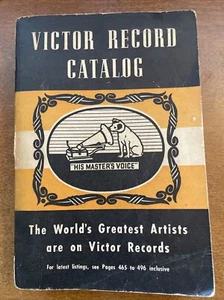 VICTOR RECORD
CATALOG
"HIS MASTER'S VOICE"
The World's Greatest Artists
are on Victor Records
For latest listings, see Pages 465 to 496 inclusive